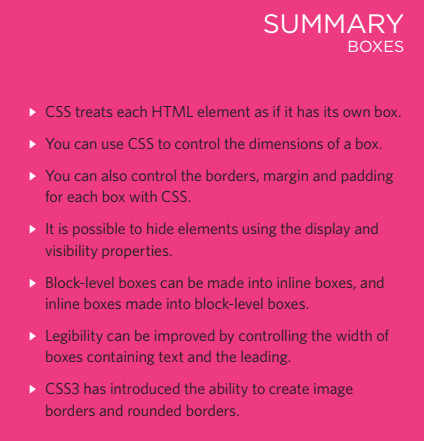 SUMMARY
BOXES
▸ CSS treats each HTML element as if it has its own box.
▸ You can use CSS to control the dimensions of a box.
▸ You can also control the borders, margin and padding
for each box with CSS.
▸ It is possible to hide elements using the display and
visibility properties.
▸ Block-level boxes can be made into inline boxes, and
inline boxes made into block-level boxes.
▸ Legibility can be improved by controlling the width of
boxes containing text and the leading.
▸ CSS3 has introduced the ability to create image
borders and rounded borders.